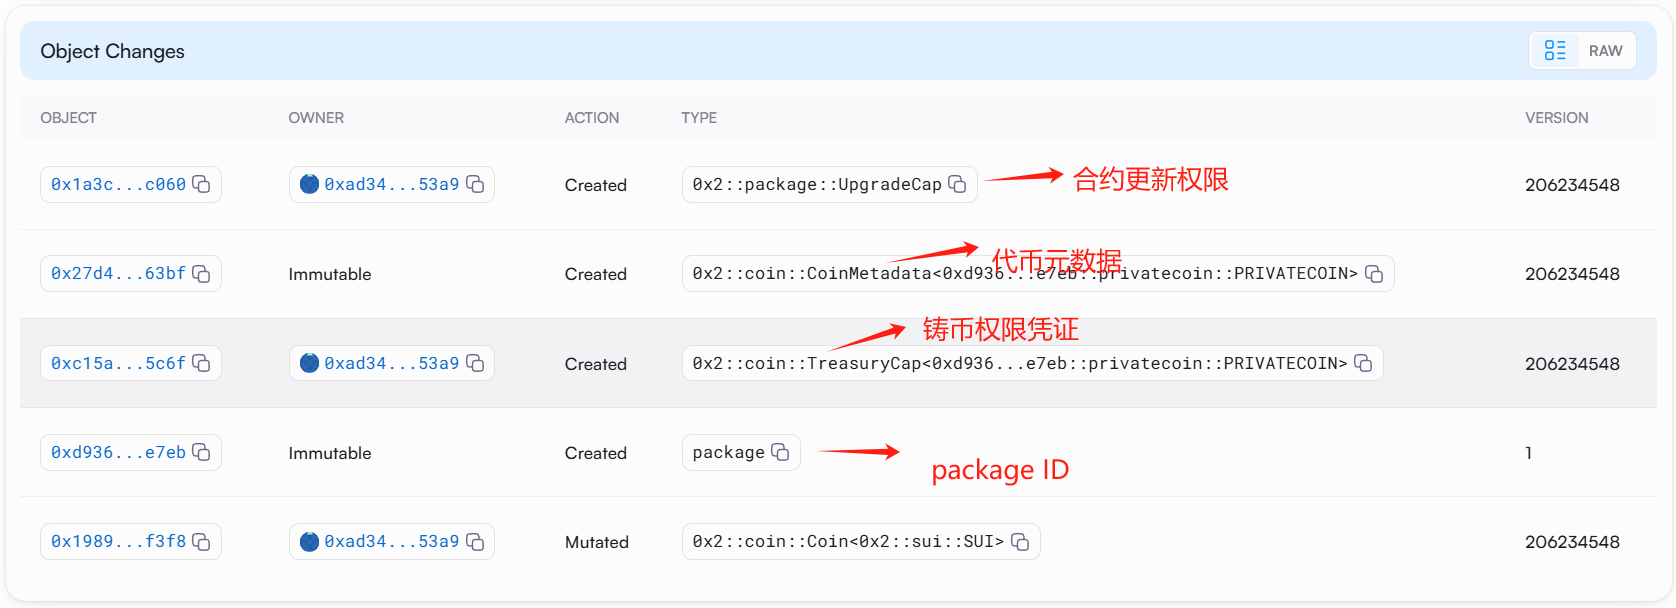 Object Changes
RAW
OBJECT OWNER ACTION TYPE VERSION
0x1a3c...c060 0xad34...53a9 Created 0x2::package::UpgradeCap 合约更新权限 206234548
代币元数据
0x27d4...63bf Immutable Created 0x2::coin::CoinMetadata<0xd936...e7eb::privatecoin::PRIVATECOIN> 206234548
铸币权限凭证
0xc15a...5c6f 0xad34...53a9 Created 0x2::coin::TreasuryCap<0xd936...e7eb::privatecoin::PRIVATECOIN> 206234548
0xd936...e7eb Immutable Created package 1
package ID
0x1989...f3f8 0xad34...53a9 Mutated 0x2::coin::Coin<0x2::sui::SUI> 206234548